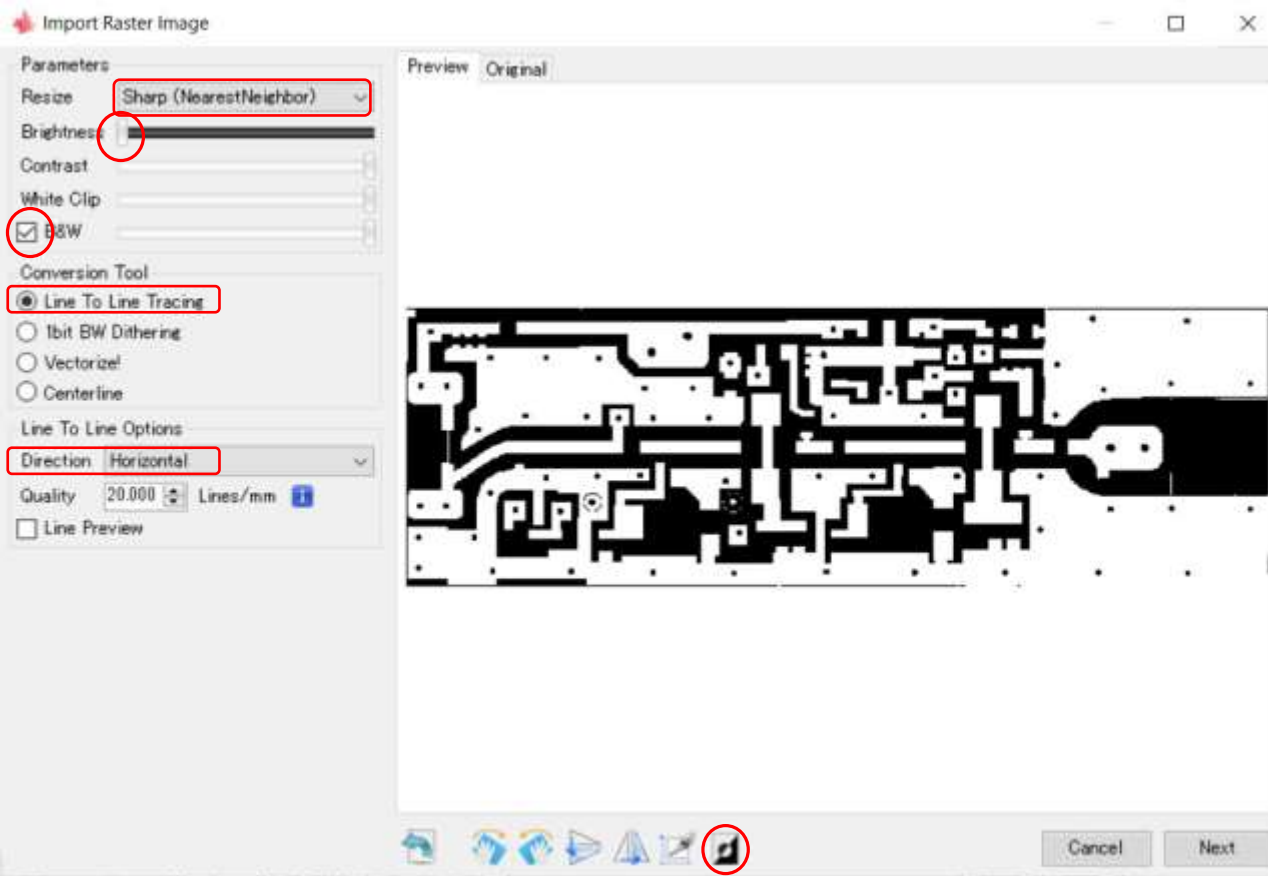 Import Raster Image
Parameters
Resize Sharp (NearestNeighbor)
Brightness
Contrast
White Clip
B&W
Conversion Tool
Line To Line Tracing
1bit BW Dithering
Vectorize!
Centerline
Line To Line Options
Direction Horizontal
Quality 20.000 Lines/mm
Line Preview
Preview Original
Cancel Next